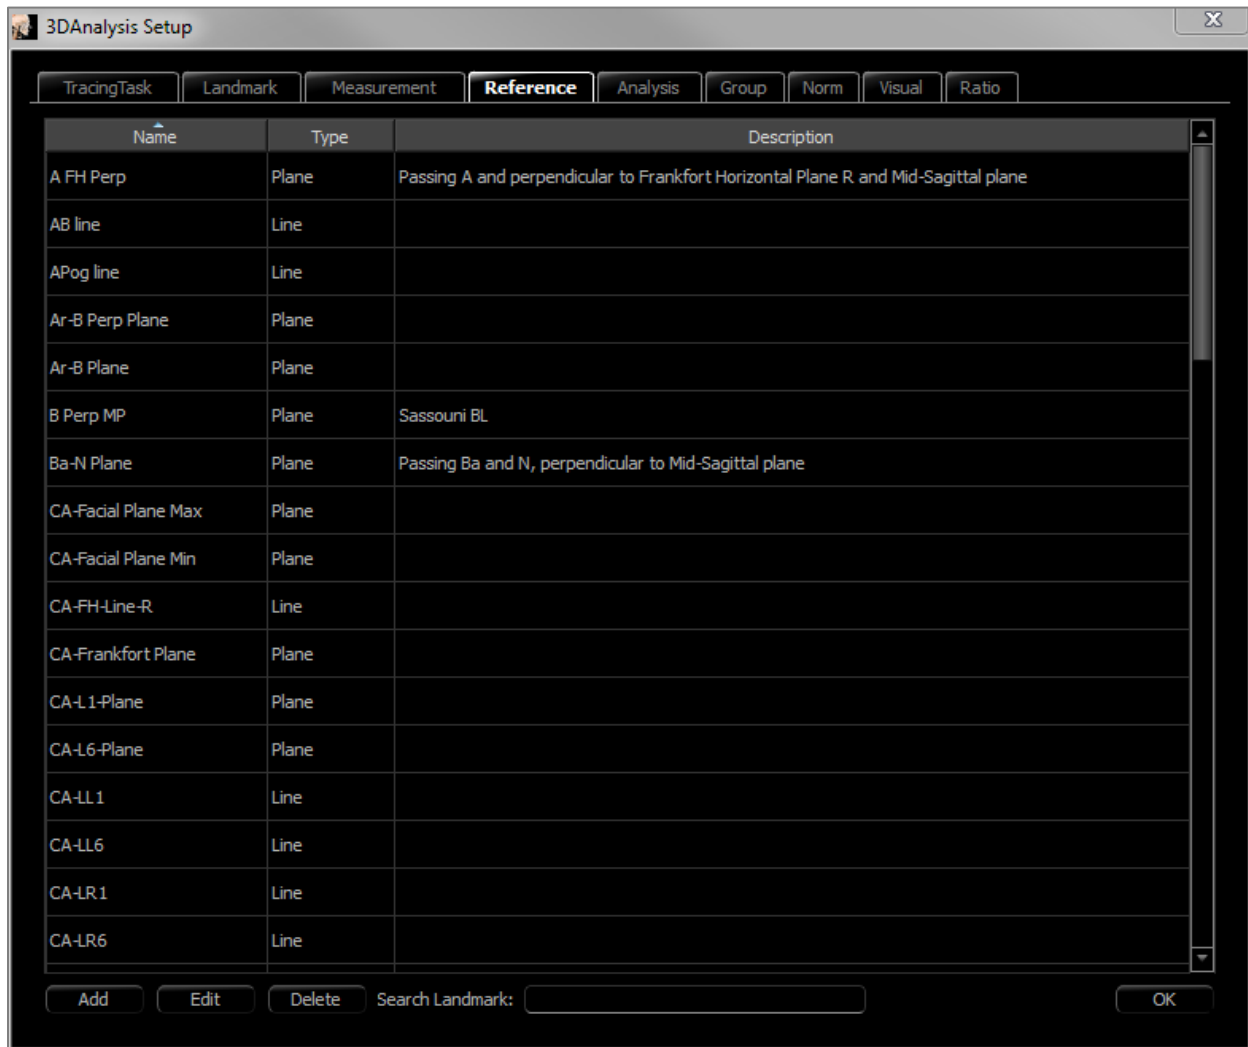 3DAnalysis Setup
TracingTask Landmark Measurement Reference Analysis Group Norm Visual Ratio
Name Type Description
A FH Perp Plane Passing A and perpendicular to Frankfort Horizontal Plane R and Mid-Sagittal plane
AB line Line
APog line Line
Ar-B Perp Plane Plane
Ar-B Plane Plane
B Perp MP Plane Sassouni BL
Ba-N Plane Plane Passing Ba and N, perpendicular to Mid-Sagittal plane
CA-Facial Plane Max Plane
CA-Facial Plane Min Plane
CA-FH-Line-R Line
CA-Frankfort Plane Plane
CA-L1-Plane Plane
CA-L6-Plane Plane
CA-LL1 Line
CA-LL6 Line
CA-LR1 Line
CA-LR6 Line
Add Edit Delete Search Landmark: OK